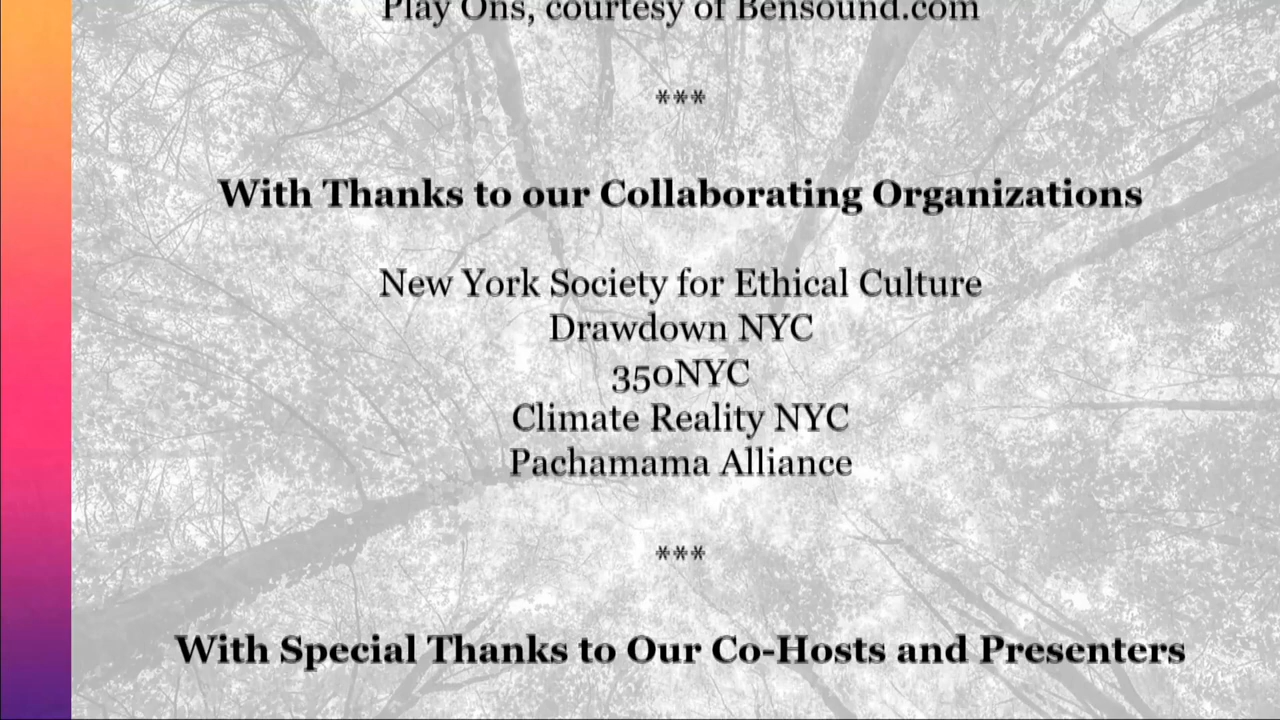 Play Ons, courtesy of Bensound.com
***
With Thanks to our Collaborating Organizations
New York Society for Ethical Culture
Drawdown NYC
350NYC
Climate Reality NYC
Pachamama Alliance
***
With Special Thanks to Our Co-Hosts and Presenters